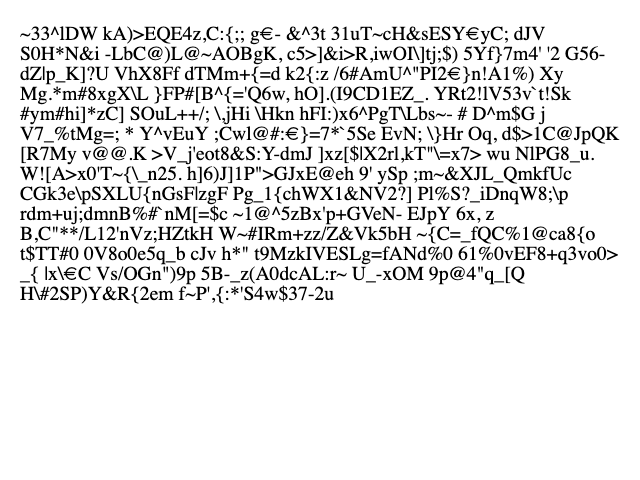 ~33^lDW kA)>EQE4z,C:{;; g€- &^3t 31uT~cH&sESY€yC; dJV
S0H*N&i -LbC@)L@~AOBgK, c5>]&i>R,iwOI\]tj;$) 5Yf}7m4' '2 G56-
dZ|p_K]?U VhX8Ff dTMm+{=d k2{:z /6#AmU^"PI2€}n!A1%) Xy
Mg.*m#8xgX\L }FP#[B^{='Q6w, hO].(I9CD1EZ_. YRt2!lV53v`t!Sk
#ym#hi]*zC] SOuL++/; \,jHi \Hkn hFI:)x6^PgT\Lbs~- # D^m$G j
V7_%tMg=; * Y^vEuY ;Cwl@#:€}=7*`5Se EvN; \}Hr Oq, d$>1C@JpQK
[R7My v@@.K >V_j'eot8&S:Y-dmJ ]xz[$|X2rl,kT"\=x7> wu NlPG8_u.
W![A>x0'T~{\_n25. h]6)J]1P">GJxE@eh 9' ySp ;m~&XJL_QmkfUc
CGk3e\pSXLU{nGsF|zgF Pg_1{chWX1&NV2?] Pl%S?_iDnqW8;\p
rdm+uj;dmnB%#`nM[=$c ~1@^5zBx'p+GVeN- EJpY 6x, z
B,C"**/L12'nVz;HZtkH W~#IRm+zz/Z&Vk5bH ~{C=_fQC%1@ca8{o
t$TT#0 0V8o0e5q_b cJv h*" t9MzkIVESLg=fANd%0 61%0vEF8+q3vo0>
_{ lx\€C Vs/OGn")9p 5B-_z(A0dcAL:r~ U_-xOM 9p@4"q_[Q
H\#2SP)Y&R{2em f~P',{:*'S4w$37-2u